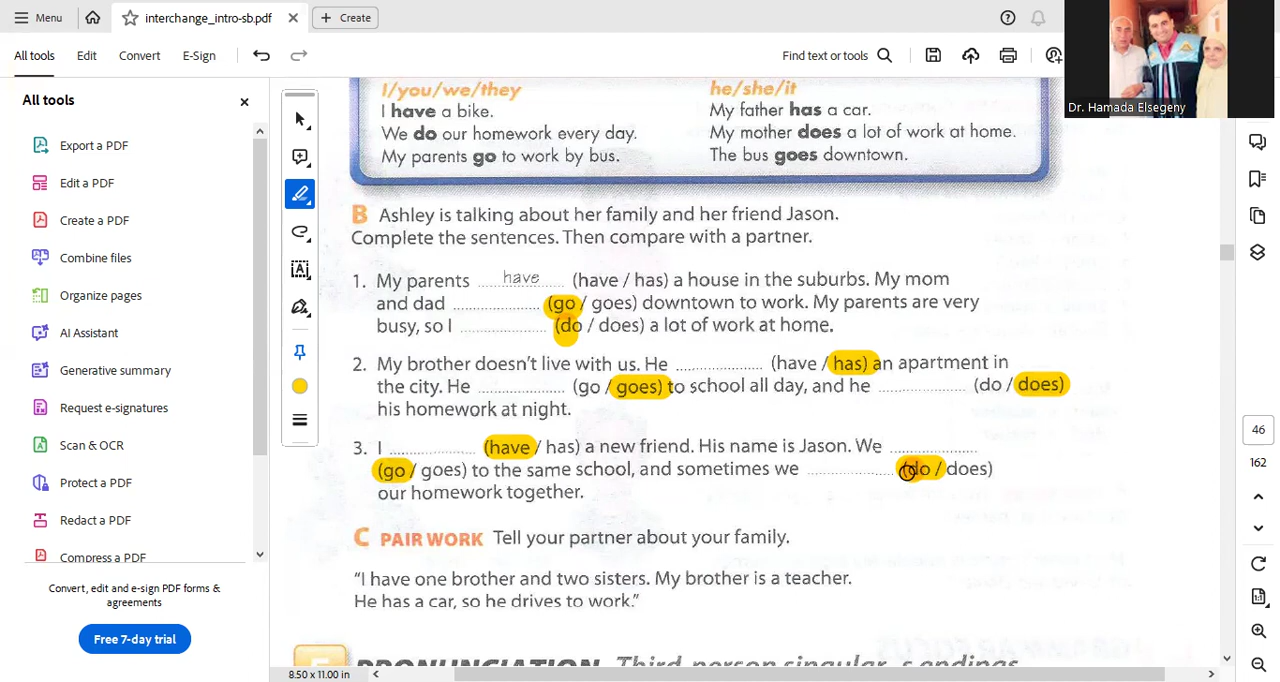 Menu
interchange_intro-sb.pdf
Create
All tools
Edit
Convert
E-Sign
Find text or tools
Dr. Hamada Elsegeny
All tools
Export a PDF
Edit a PDF
Create a PDF
Combine files
Organize pages
AI Assistant
Generative summary
Request e-signatures
Scan & OCR
Protect a PDF
Redact a PDF
Compress a PDF
Convert, edit and e-sign PDF forms &
agreements
Free 7-day trial
I/you/we/they
I have a bike.
We do our homework every day.
My parents go to work by bus.
he/she/it
My father has a car.
My mother does a lot of work at home.
The bus goes downtown.
B Ashley is talking about her family and her friend Jason.
Complete the sentences. Then compare with a partner.
1. My parents have (have / has) a house in the suburbs. My mom
and dad (go / goes) downtown to work. My parents are very
busy, so I (do / does) a lot of work at home.
2. My brother doesn't live with us. He (have / has) an apartment in
the city. He (go / goes) to school all day, and he (do / does)
his homework at night.
3. I (have / has) a new friend. His name is Jason. We
(go / goes) to the same school, and sometimes we (do / does)
our homework together.
C PAIR WORK Tell your partner about your family.
"I have one brother and two sisters. My brother is a teacher.
He has a car, so he drives to work."
PRONUNCIATION Third-person singular -s endings
8.50 x 11.00 in
46
162